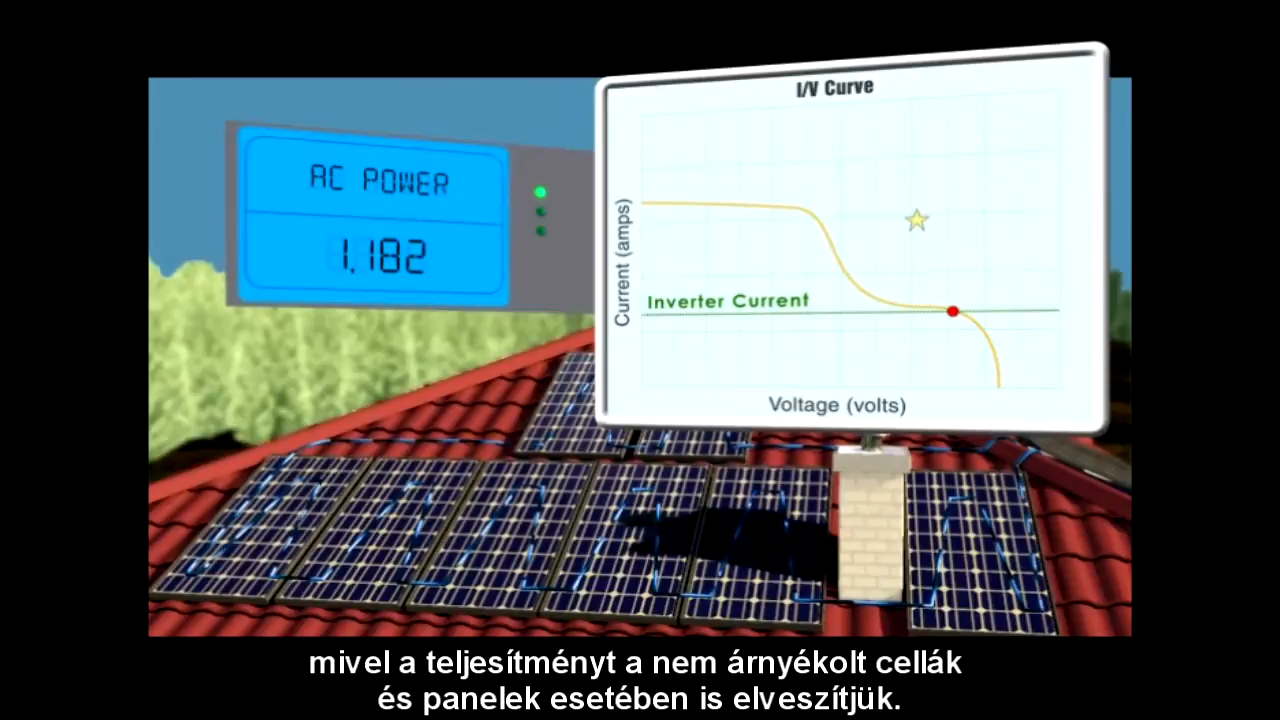 I/V Curve
AC POWER
1,182
Current (amps)
Inverter Current
Voltage (volts)
mivel a teljesítményt a nem árnyékolt cellák
és panelek esetében is elveszítjük.